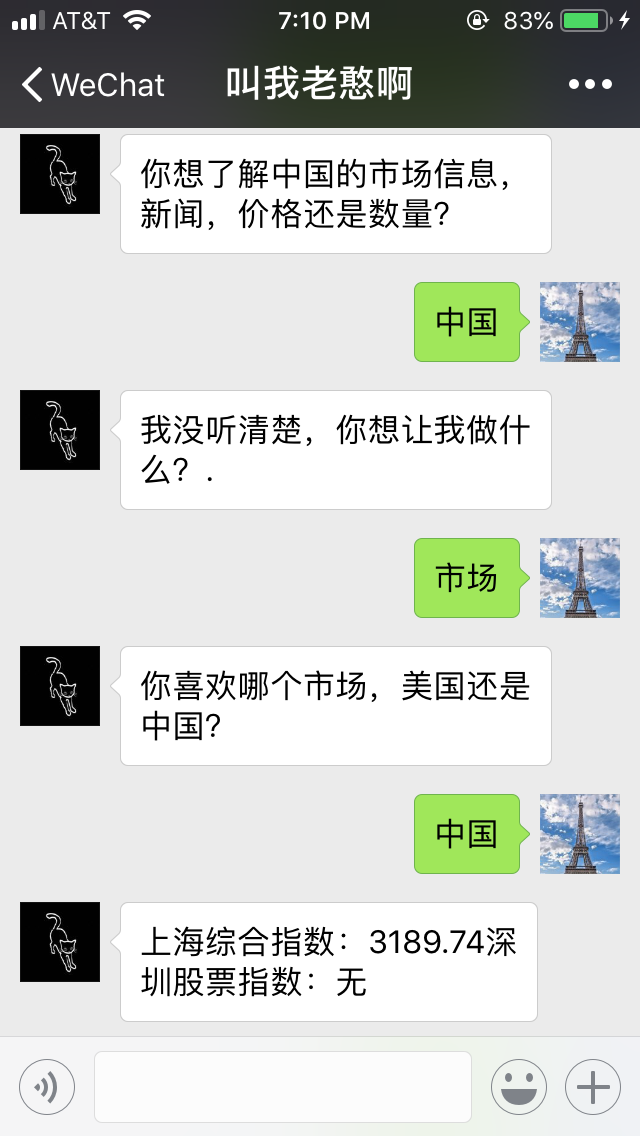 AT&T 7:10 PM 83%
WeChat 叫我老憨啊
你想了解中国的市场信息，
新闻，价格还是数量?
中国
我没听清楚，你想让我做什
么？.
市场
你喜欢哪个市场，美国还是
中国?
中国
上海综合指数：3189.74深
圳股票指数：无